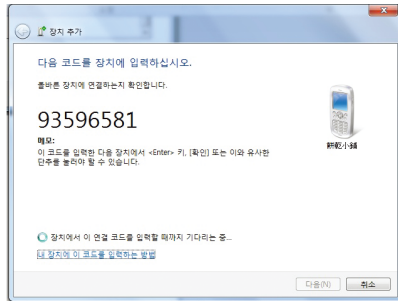 장치 추가
다음 코드를 장치에 입력하십시오.
올바른 장치에 연결하는지 확인합니다.
93596581
메모:
이 코드를 입력한 다음 장치에서 <Enter> 키, [확인] 또는 이와 유사한
단추를 눌러야 할 수 있습니다.
餠乾小鋪
장치에서 이 연결 코드를 입력할 때까지 기다리는 중...
내 장치에 이 코드를 입력하는 방법
다음(N)
취소